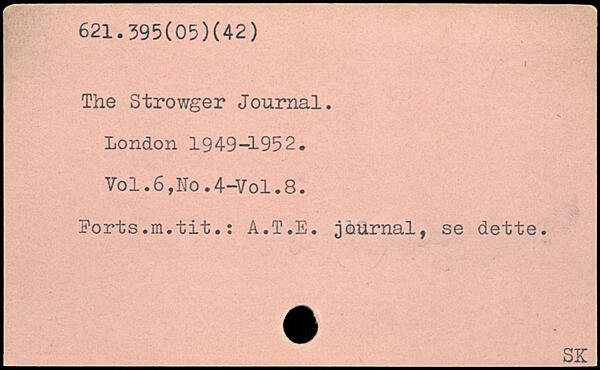 621.395(05)(42)
The Strowger Journal.
London 1949-1952.
Vol.6,No.4-Vol.8.
Forts.m.tit.: A.T.E. journal, se dette.
SK